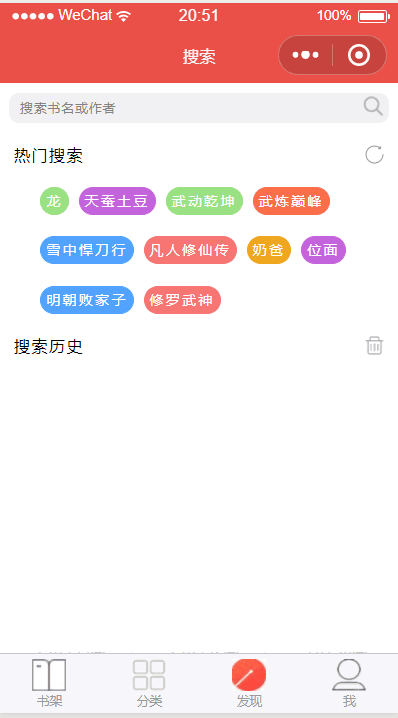 WeChat 20:51 100%
搜索
搜索书名或作者
热门搜索
龙 天蚕土豆 武动乾坤 武炼巅峰
雪中悍刀行 凡人修仙传 奶爸 位面
明朝败家子 修罗武神
搜索历史
书架 分类 发现 我